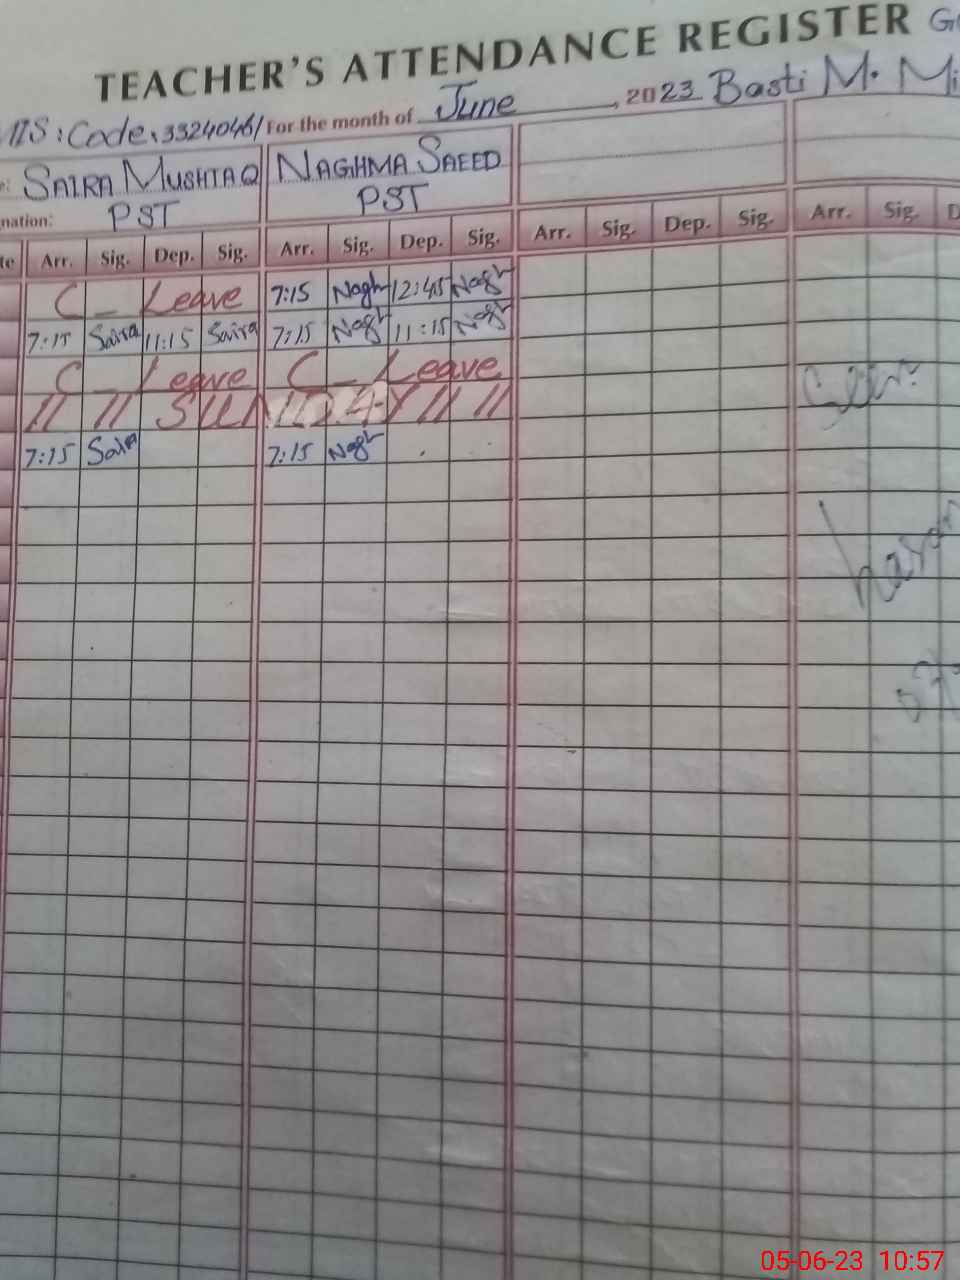 TEACHER'S ATTENDANCE REGISTER
Code: 33240461 For the month of June, 2023 Basti M. Mi
SAIRA MUSHTAQ NAGHMA SAEED
nation: PST PST
te Arr. Sig. Dep. Sig. Arr. Sig. Dep. Sig. Arr. Sig. Dep. Sig. Arr. Sig. D
C - Leave 7:15 Nagh 12:45 Nagh
7:15 Saira 11:15 Saira 7:15 Nagh 11:15 Nagh
C - Leave C - Leave
// // SUNDAY // //
7:15 Saira 7:15 Nagh
05-06-23 10:57